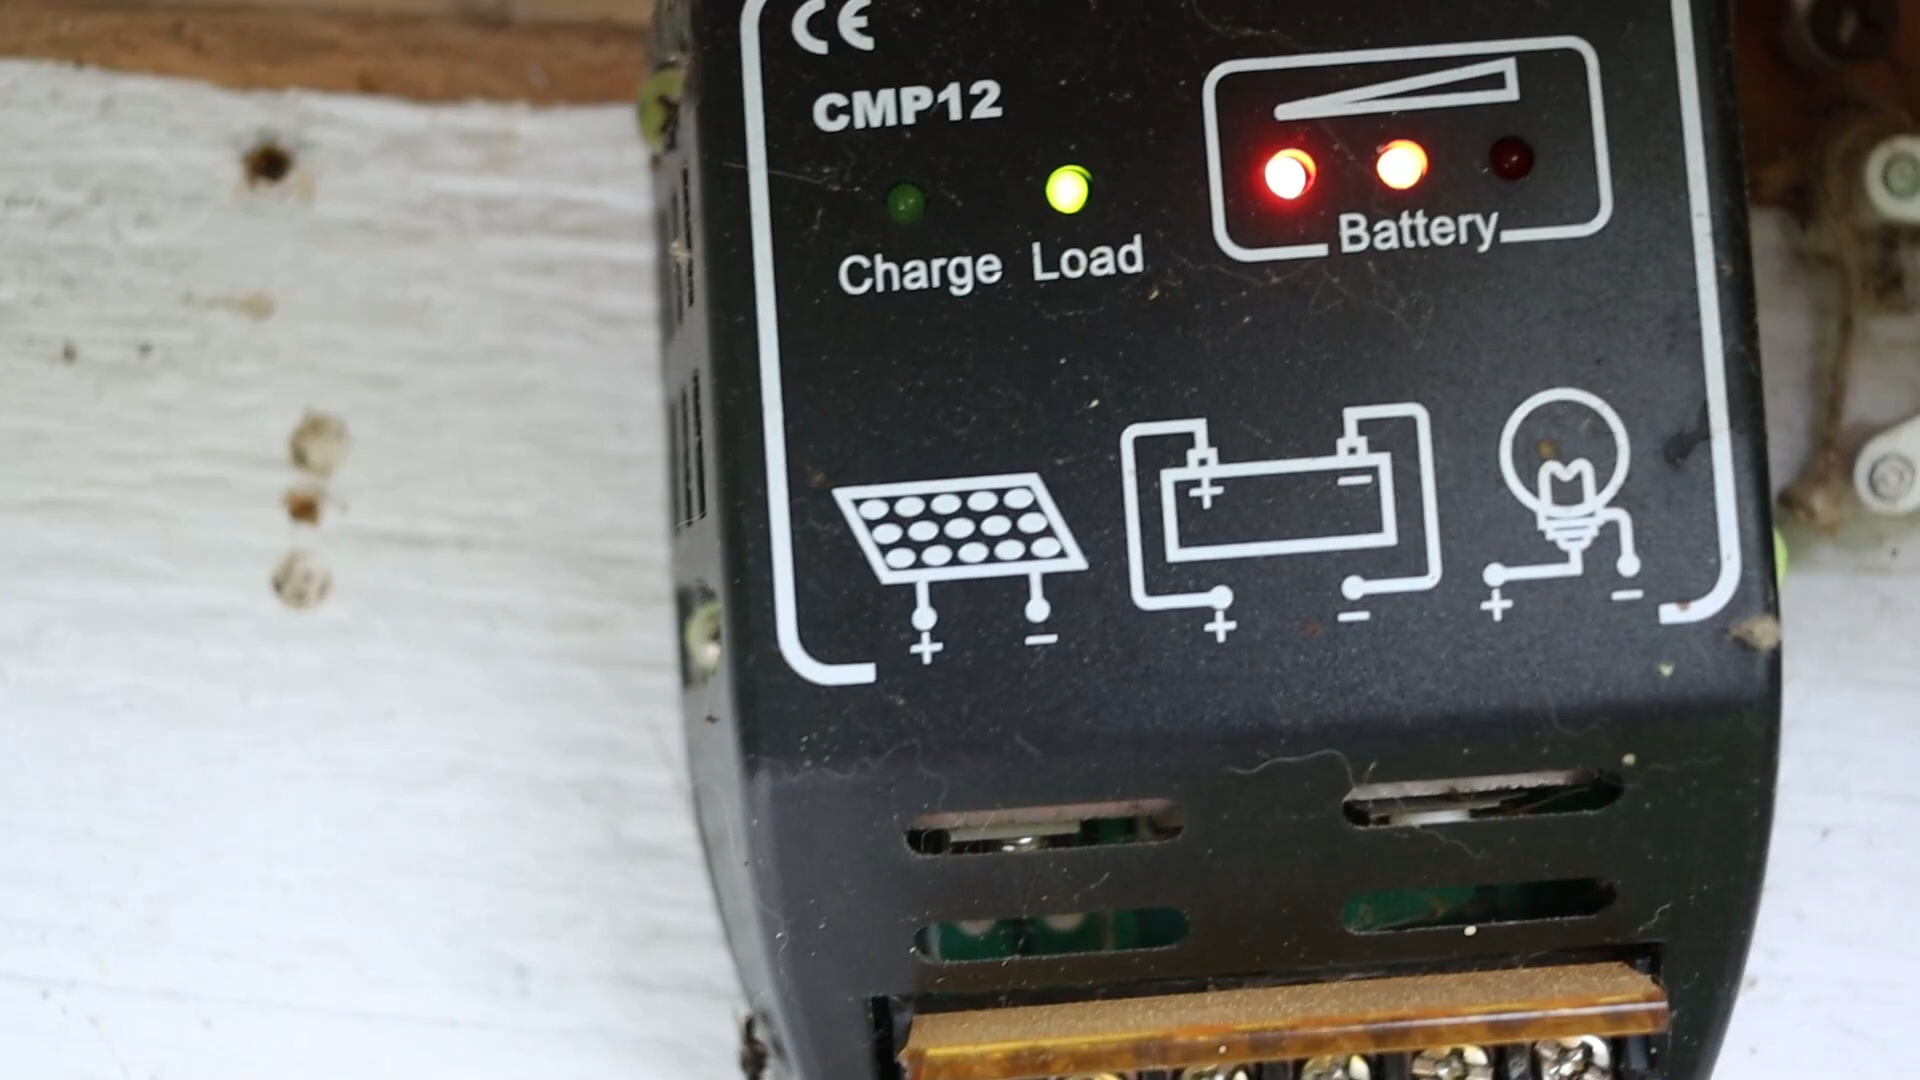 CE
CMP12
Charge Load
Battery
+ − + −
+ − + −
+ −